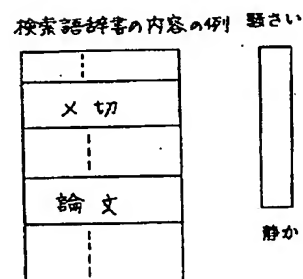 検索語辞書の内容の例
騒さい
〆切
論文
静か